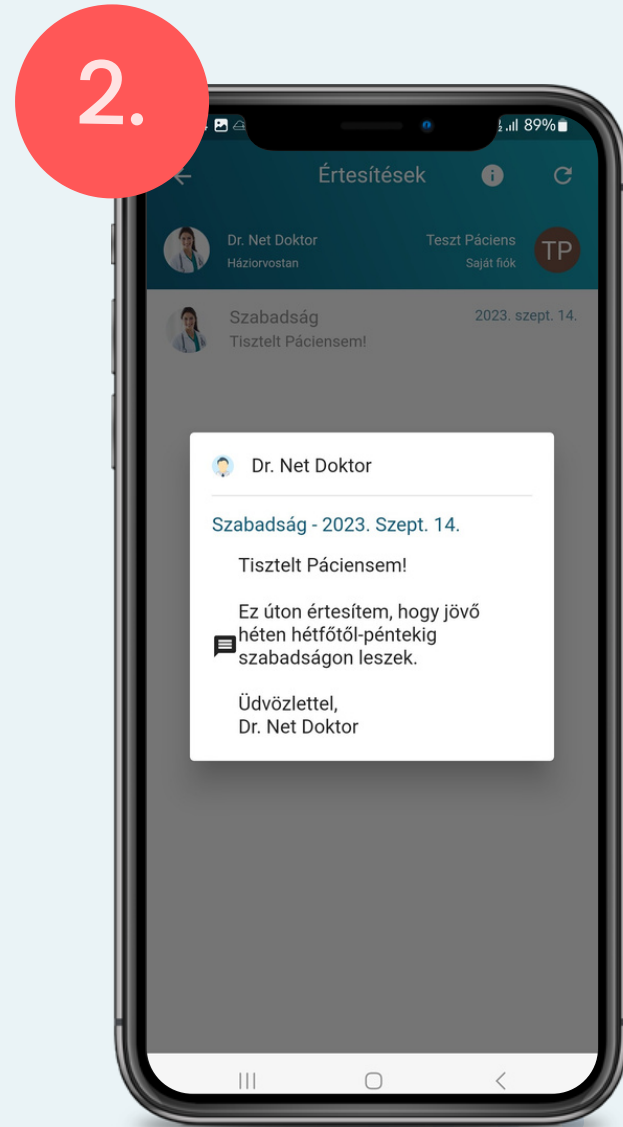 2.
89%
Értesítések
Dr. Net Doktor
Háziorvostan
Teszt Páciens
Saját fiók
TP
Szabadság
2023. szept. 14.
Tisztelt Páciensem!
Dr. Net Doktor
Szabadság - 2023. Szept. 14.
Tisztelt Páciensem!
Ez úton értesítem, hogy jövő
héten hétfőtől-péntekig
szabadságon leszek.
Üdvözlettel,
Dr. Net Doktor